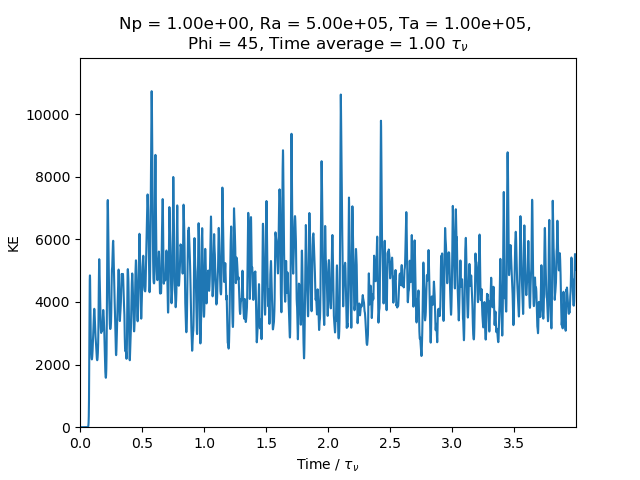 Np = 1.00e+00, Ra = 5.00e+05, Ta = 1.00e+05,
Phi = 45, Time average = 1.00 τν
10000
8000
6000
4000
2000
0
KE
0.0 0.5 1.0 1.5 2.0 2.5 3.0 3.5
Time / τν